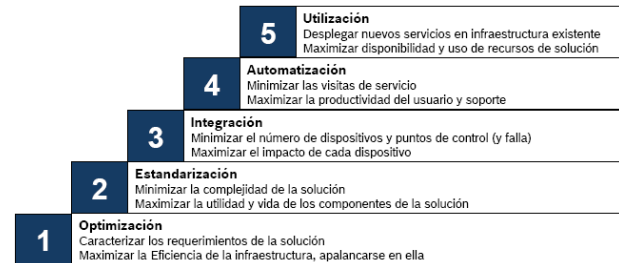 5
Utilización
Desplegar nuevos servicios en infraestructura existente
Maximizar disponibilidad y uso de recursos de solución
4
Automatización
Minimizar las visitas de servicio
Maximizar la productividad del usuario y soporte
3
Integración
Minimizar el número de dispositivos y puntos de control (y falla)
Maximizar el impacto de cada dispositivo
2
Estandarización
Minimizar la complejidad de la solución
Maximizar la utilidad y vida de los componentes de la solución
1
Optimización
Caracterizar los requerimientos de la solución
Maximizar la Eficiencia de la infraestructura, apalancarse en ella